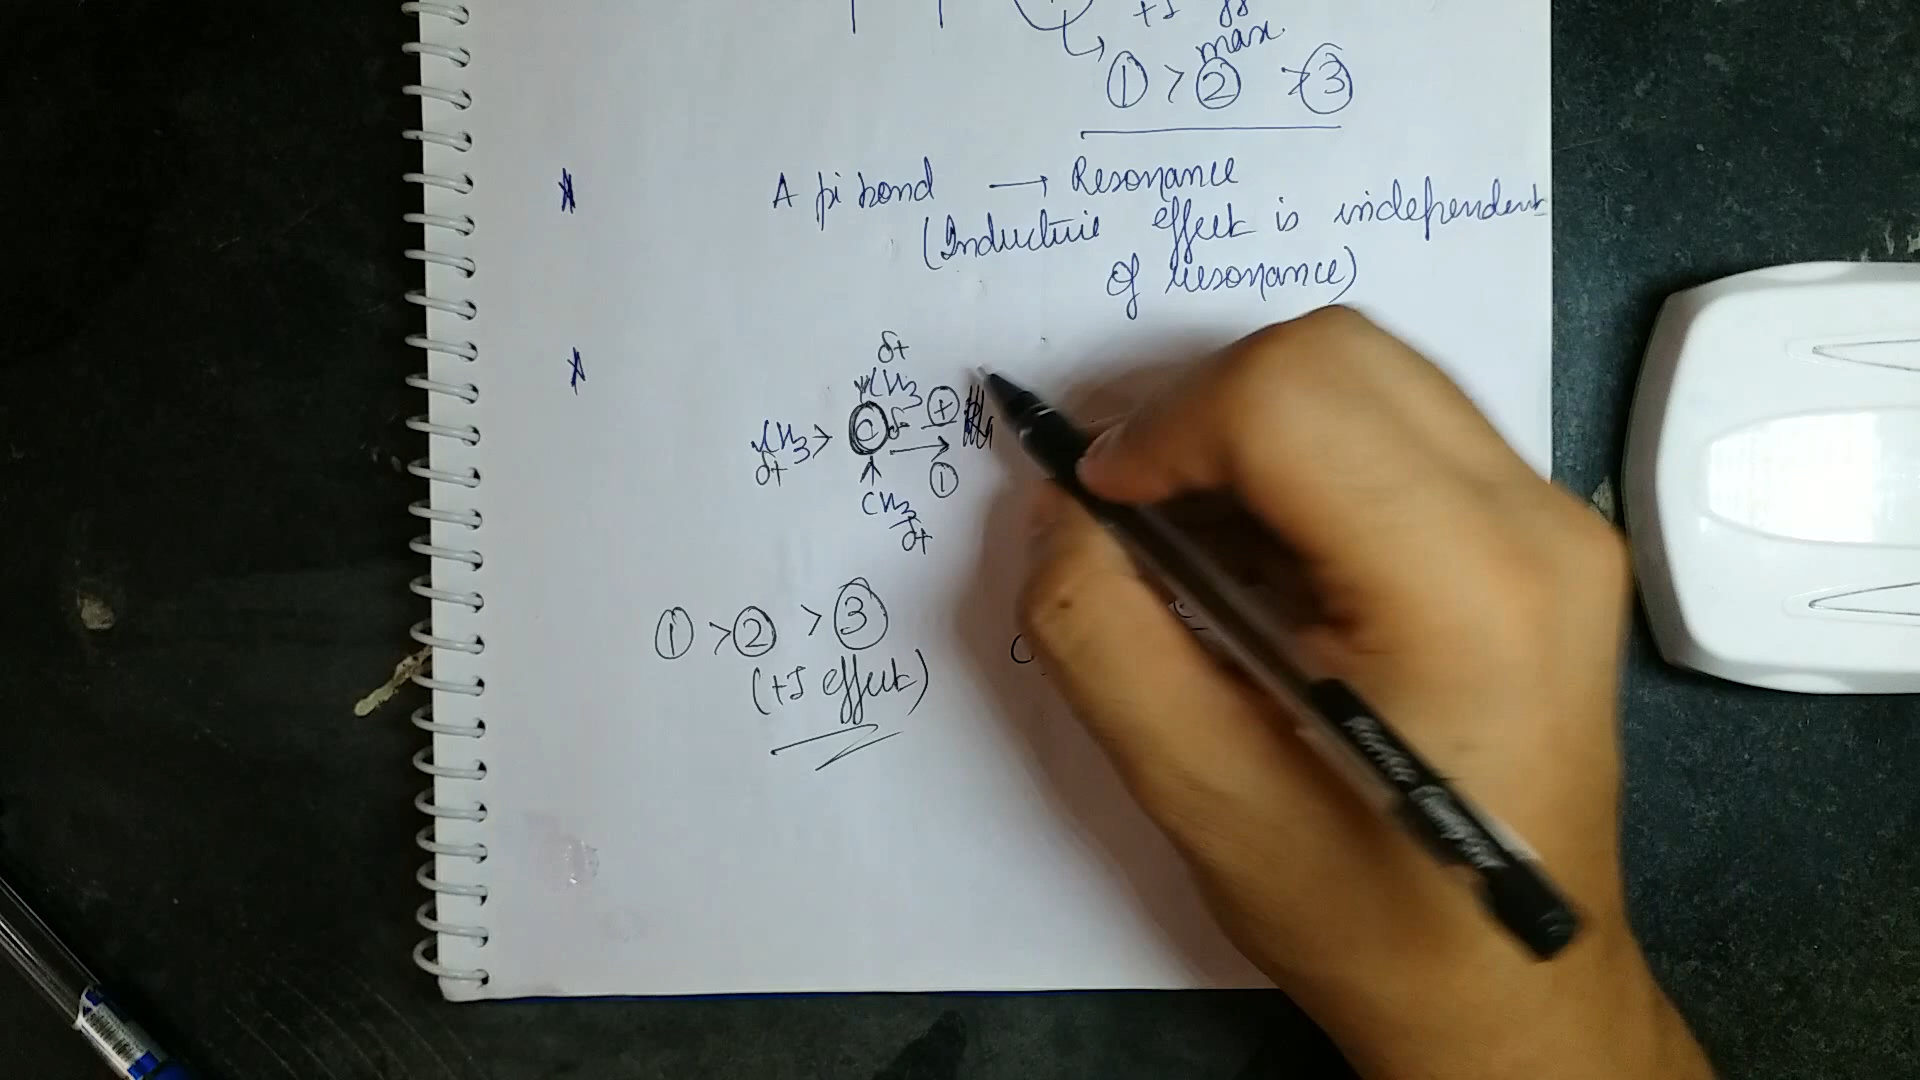 +I
max.
① > ② > ③
* A pi bond → Resonance
(Inductive effect is independent
of resonance)
*
δ+
CH3
CH3 > C δ- +
δ+
①
CH3
δ+
① > ② > ③
(+I effect)